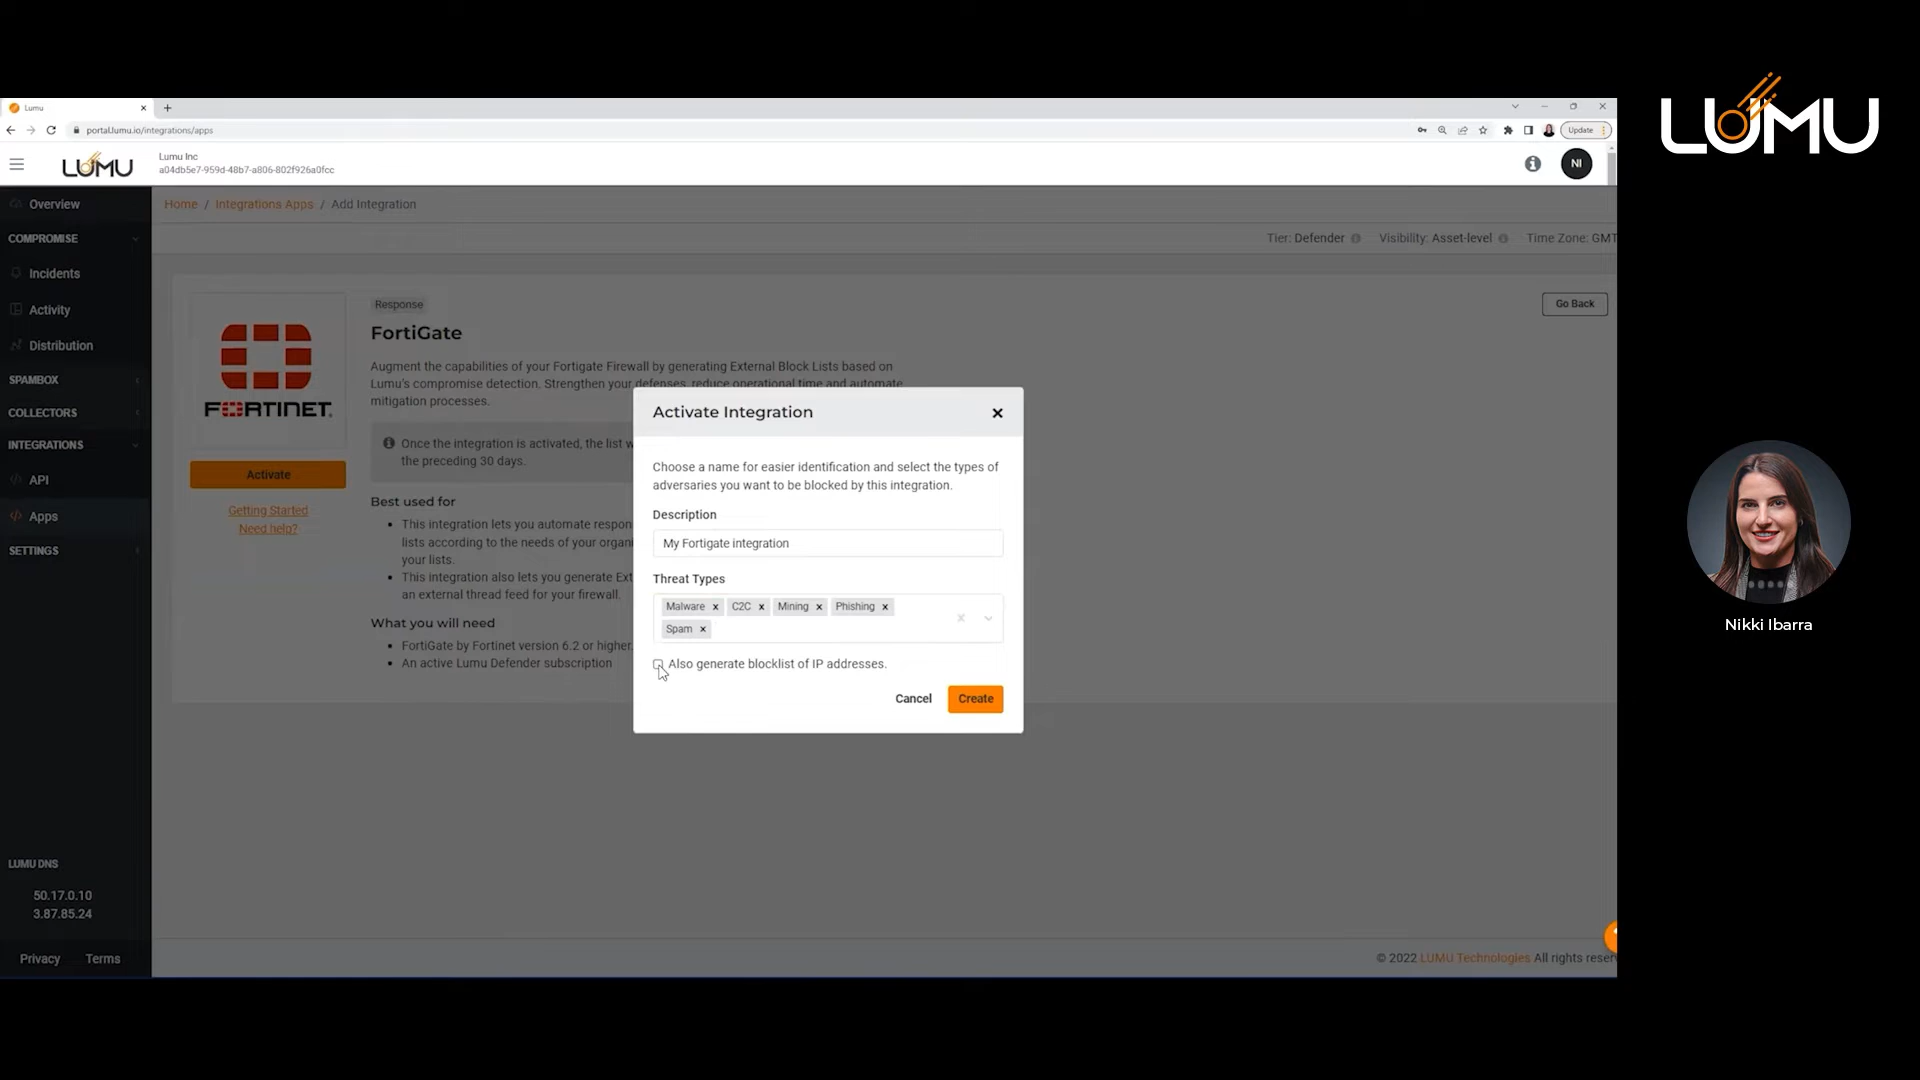 LUMU
Lumu
portal.lumu.io/integrations/apps
Update
LUMU
Lumu Inc
a04db5e7-959d-48b7-a806-802f926a0fcc
NI
Overview
COMPROMISE
Incidents
Activity
Distribution
SPAMBOX
COLLECTORS
INTEGRATIONS
API
Apps
SETTINGS
LUMU DNS
50.17.0.10
3.87.85.24
Privacy Terms
Home / Integrations Apps / Add Integration
Tier: Defender Visibility: Asset-level Time Zone: GMT
FORTINET
Activate
Getting Started
Need help?
Response
Go Back
FortiGate
Augment the capabilities of your Fortigate Firewall by generating External Block Lists based on
Lumu's compromise detection. Strengthen your defenses, reduce operational time and automate
mitigation processes.
Once the integration is activated, the list w
the preceding 30 days.
Best used for
This integration lets you automate respon
lists according to the needs of your organi
your lists.
This integration also lets you generate Ext
an external thread feed for your firewall.
What you will need
FortiGate by Fortinet version 6.2 or higher.
An active Lumu Defender subscription
Activate Integration
Choose a name for easier identification and select the types of
adversaries you want to be blocked by this integration.
Description
My Fortigate integration
Threat Types
Malware C2C Mining Phishing
Spam
Also generate blocklist of IP addresses.
Cancel Create
© 2022 LUMU Technologies All rights reser
Nikki Ibarra